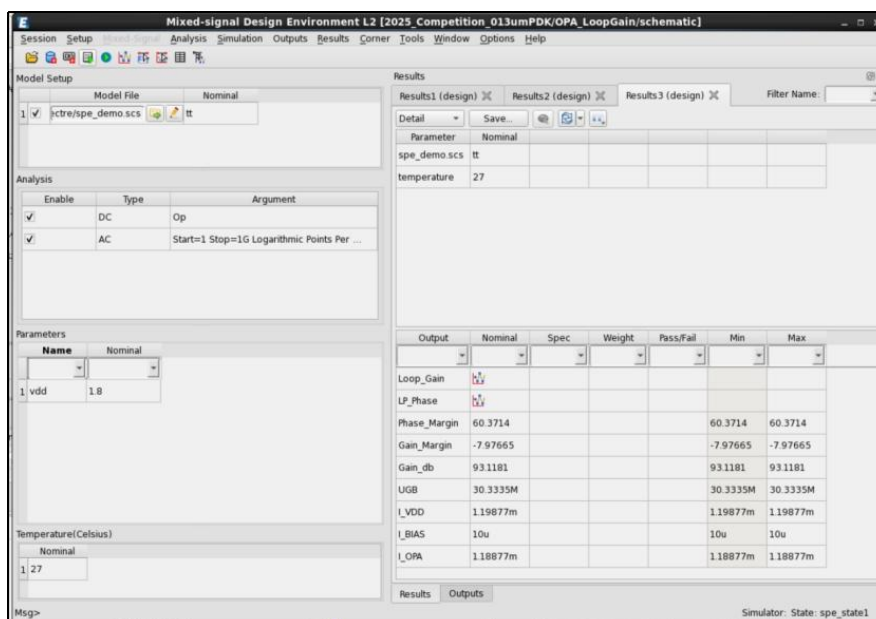 Mixed-signal Design Environment L2 [2025_Competition_013umPDK/OPA_LoopGain/schematic]
Session Setup Mixed-Signal Analysis Simulation Outputs Results Corner Tools Window Options Help
Model Setup
Model File Nominal
1 ectre/spe_demo.scs tt
Analysis
Enable Type Argument
DC Op
AC Start=1 Stop=1G Logarithmic Points Per ...
Parameters
Name Nominal
1 vdd 1.8
Temperature(Celsius)
Nominal
1 27
Results
Results1 (design) Results2 (design) Results3 (design) Filter Name:
Detail Save...
Parameter Nominal
spe_demo.scs tt
temperature 27
Output Nominal Spec Weight Pass/Fail Min Max
Loop_Gain
LP_Phase
Phase_Margin 60.3714 60.3714 60.3714
Gain_Margin -7.97665 -7.97665 -7.97665
Gain_db 93.1181 93.1181 93.1181
UGB 30.3335M 30.3335M 30.3335M
I_VDD 1.19877m 1.19877m 1.19877m
I_BIAS 10u 10u 10u
I_OPA 1.18877m 1.18877m 1.18877m
Results Outputs
Msg> Simulator: State: spe_state1